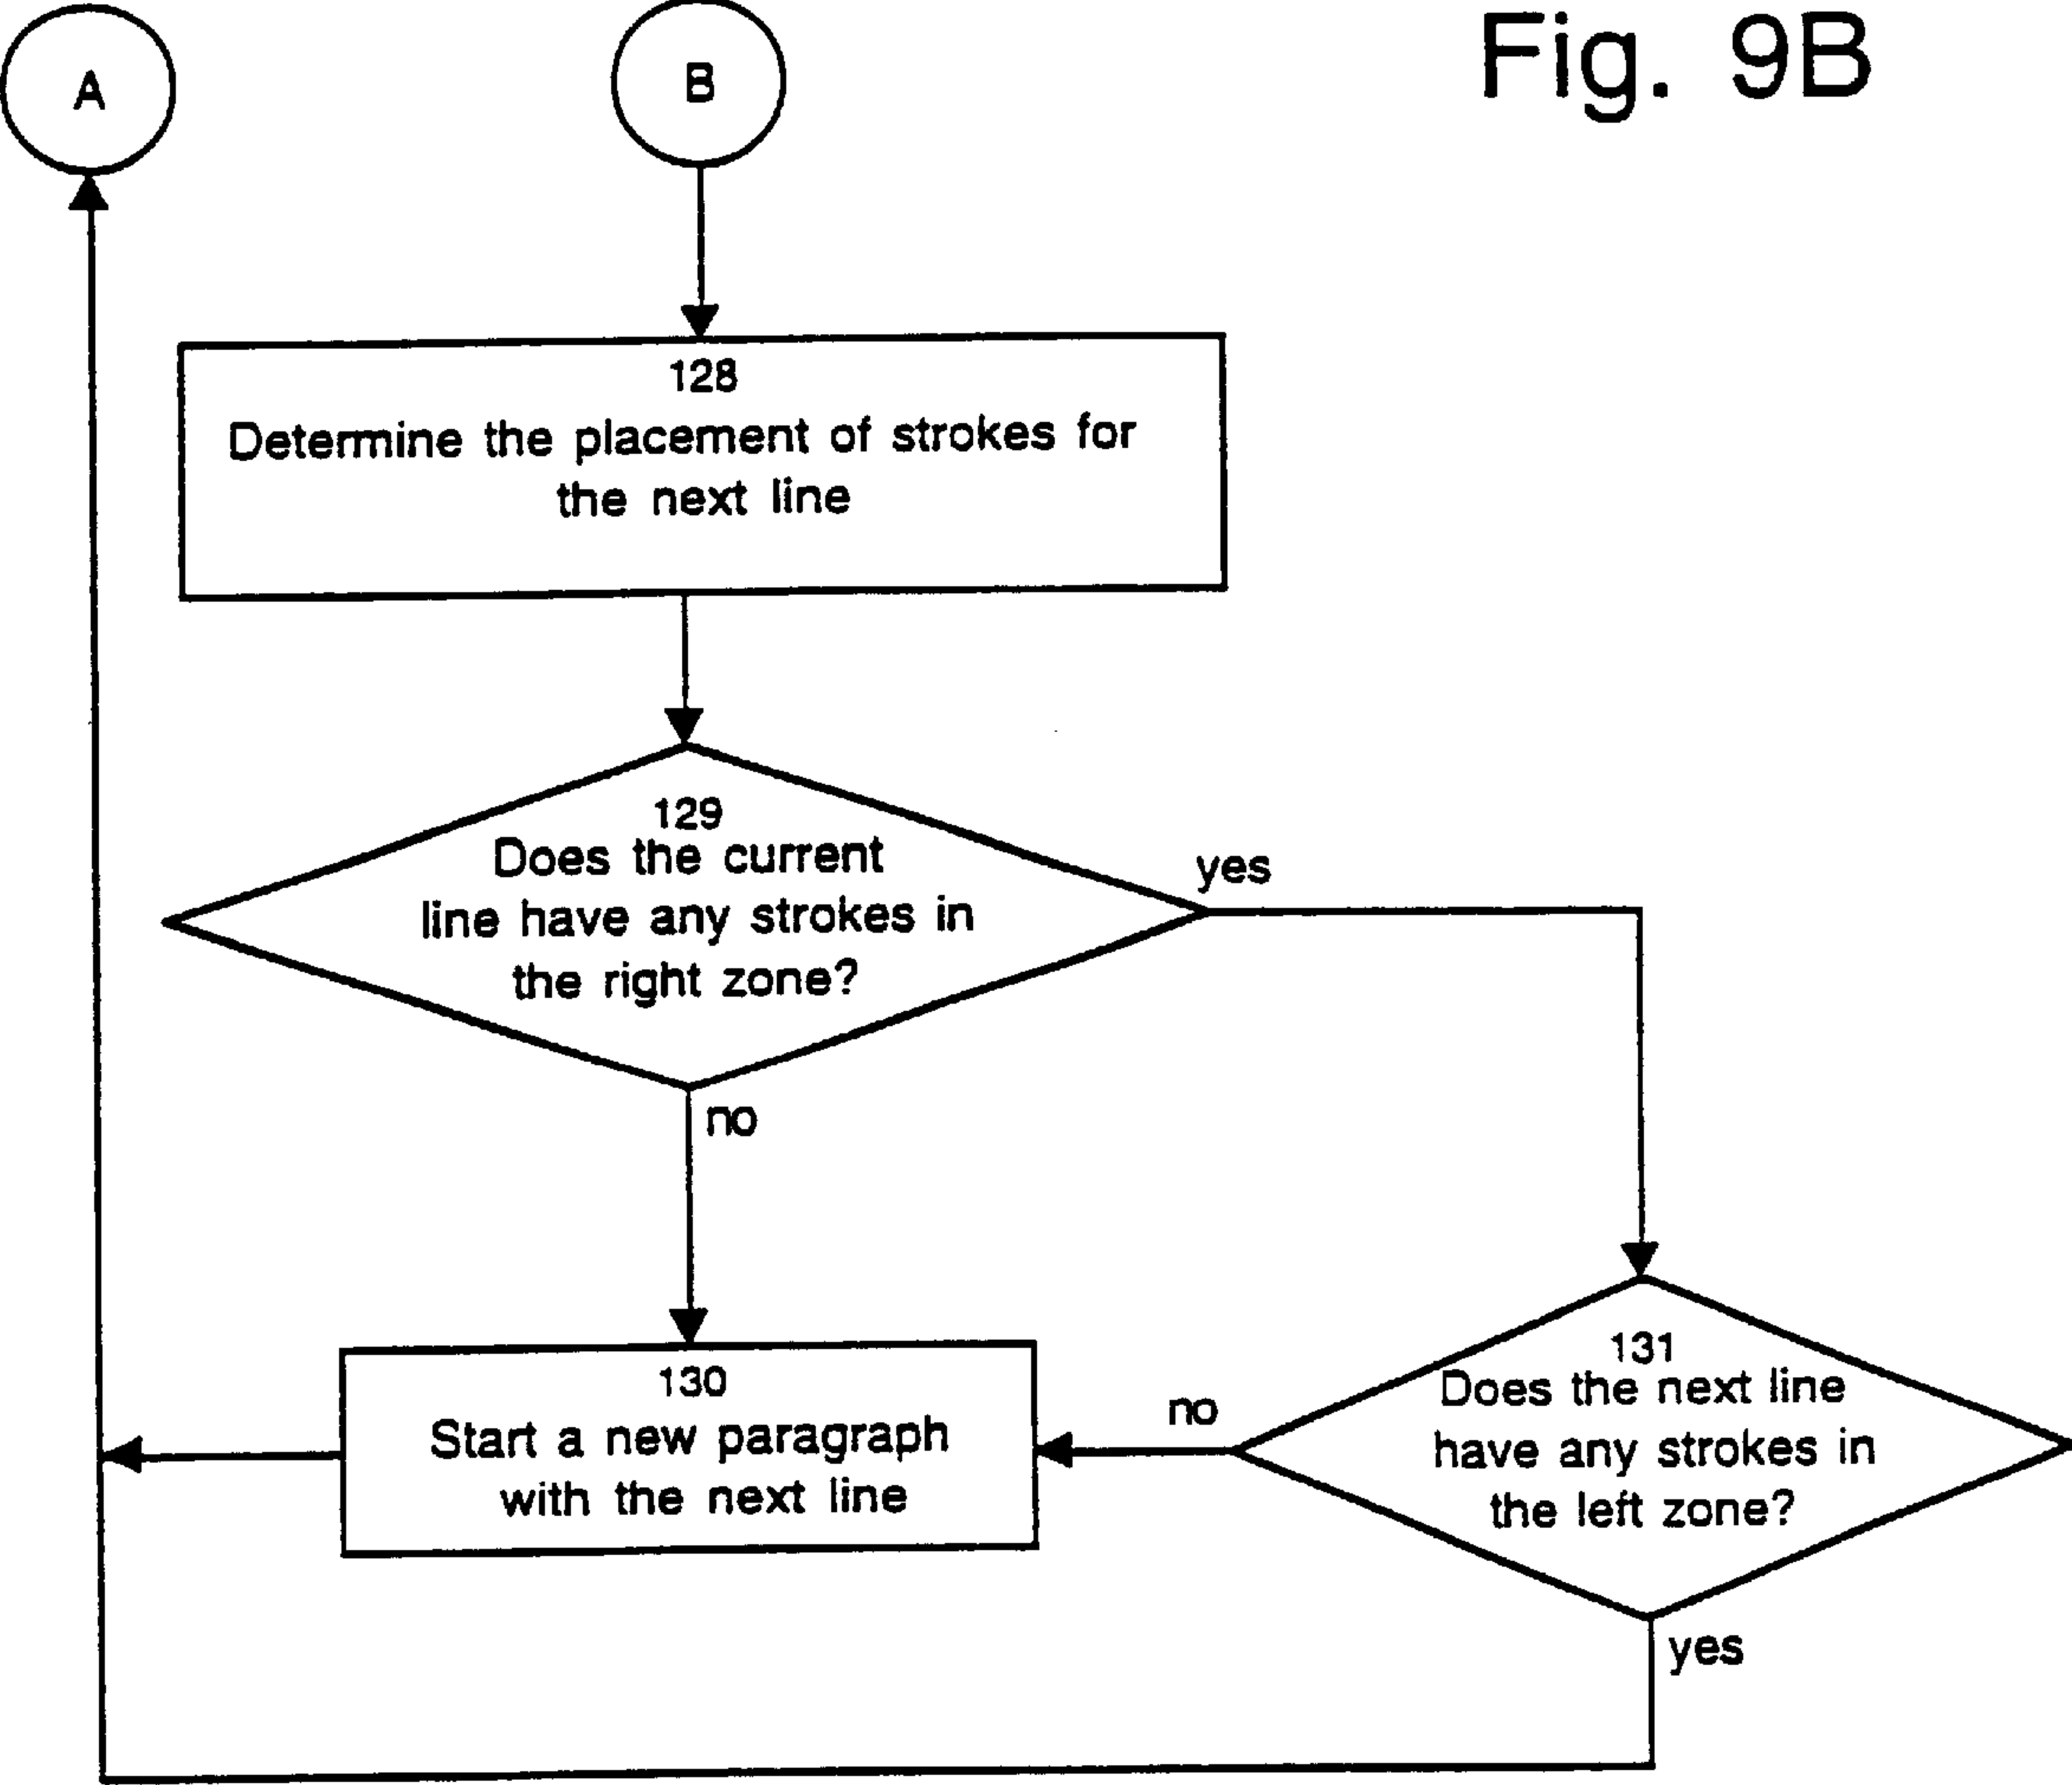 Fig. 9B
A
B
128
Determine the placement of strokes for
the next line
129
Does the current
line have any strokes in
the right zone?
yes
no
130
Start a new paragraph
with the next line
no
131
Does the next line
have any strokes in
the left zone?
yes